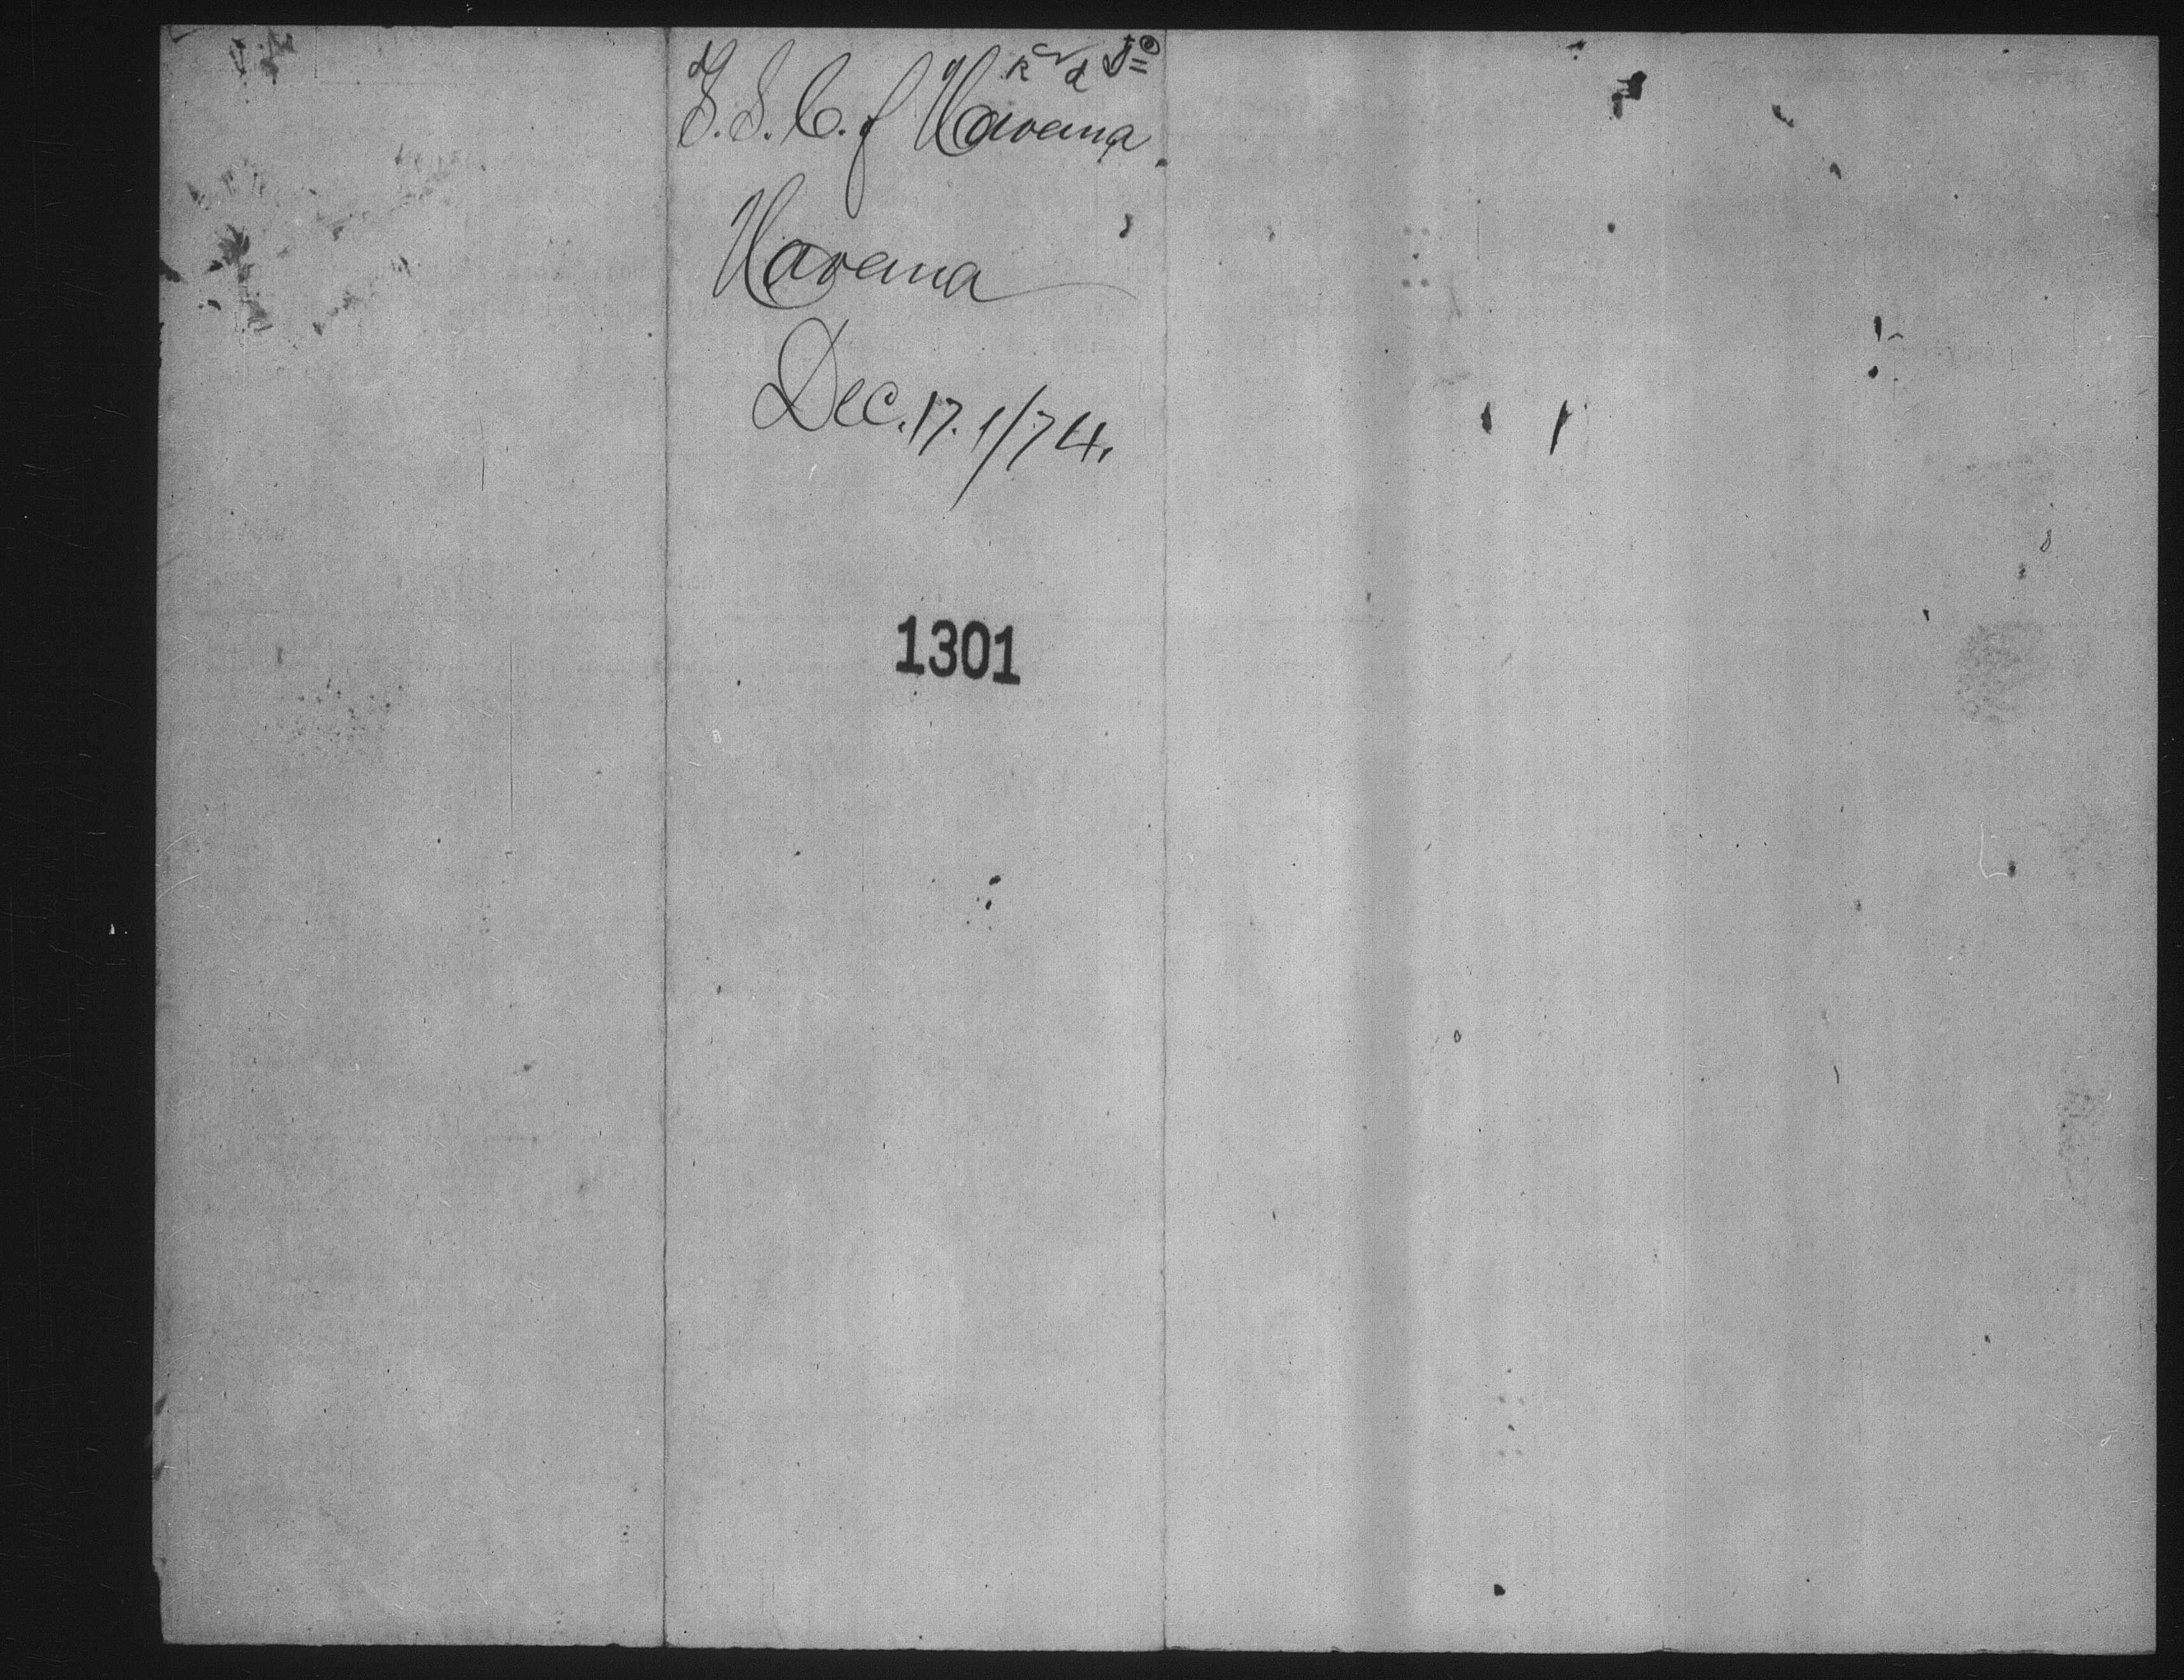 J. S. C. of Havana
Havana
Dec. 17. 1/74.
1301